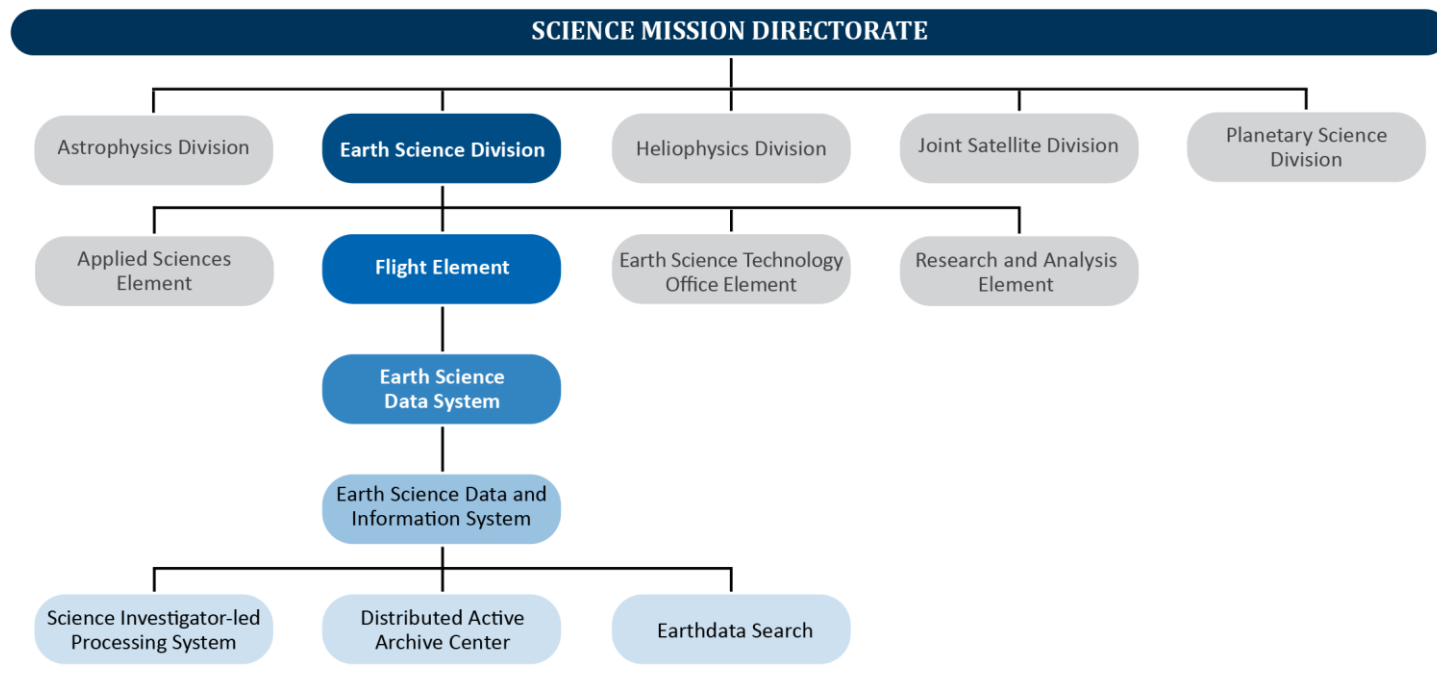 SCIENCE MISSION DIRECTORATE
Astrophysics Division
Earth Science Division
Heliophysics Division
Joint Satellite Division
Planetary Science
Division
Applied Sciences
Element
Flight Element
Earth Science Technology
Office Element
Research and Analysis
Element
Earth Science
Data System
Earth Science Data and
Information System
Science Investigator-led
Processing System
Distributed Active
Archive Center
Earthdata Search